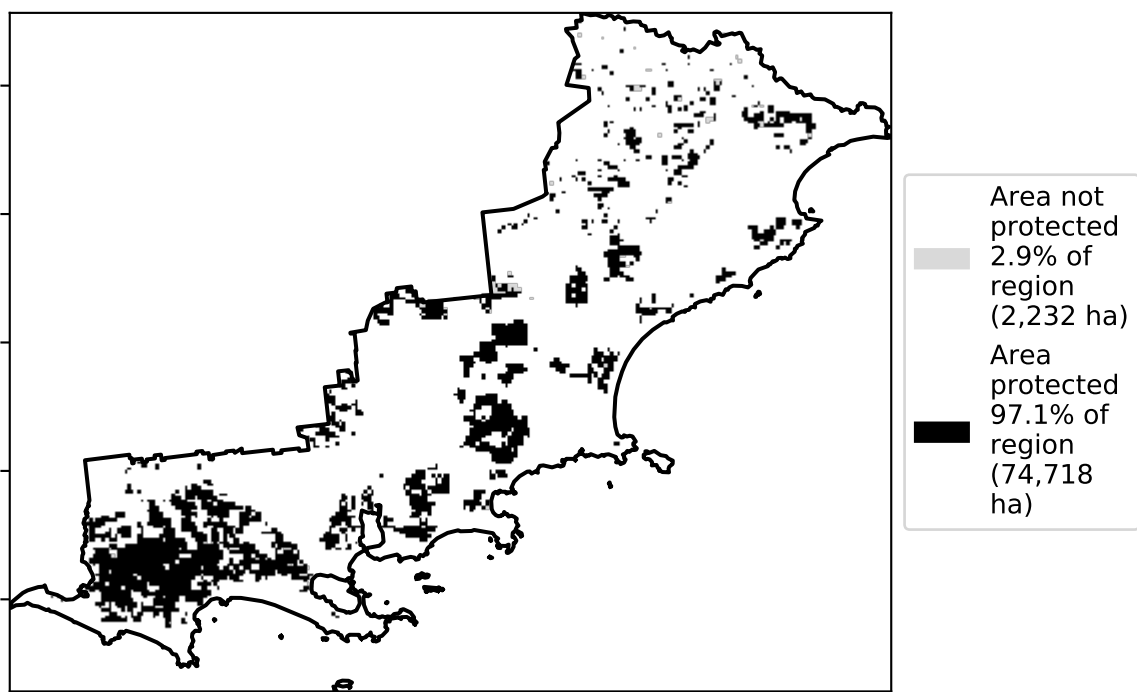 Area not
protected
2.9% of
region
(2,232 ha)
Area
protected
97.1% of
region
(74,718
ha)